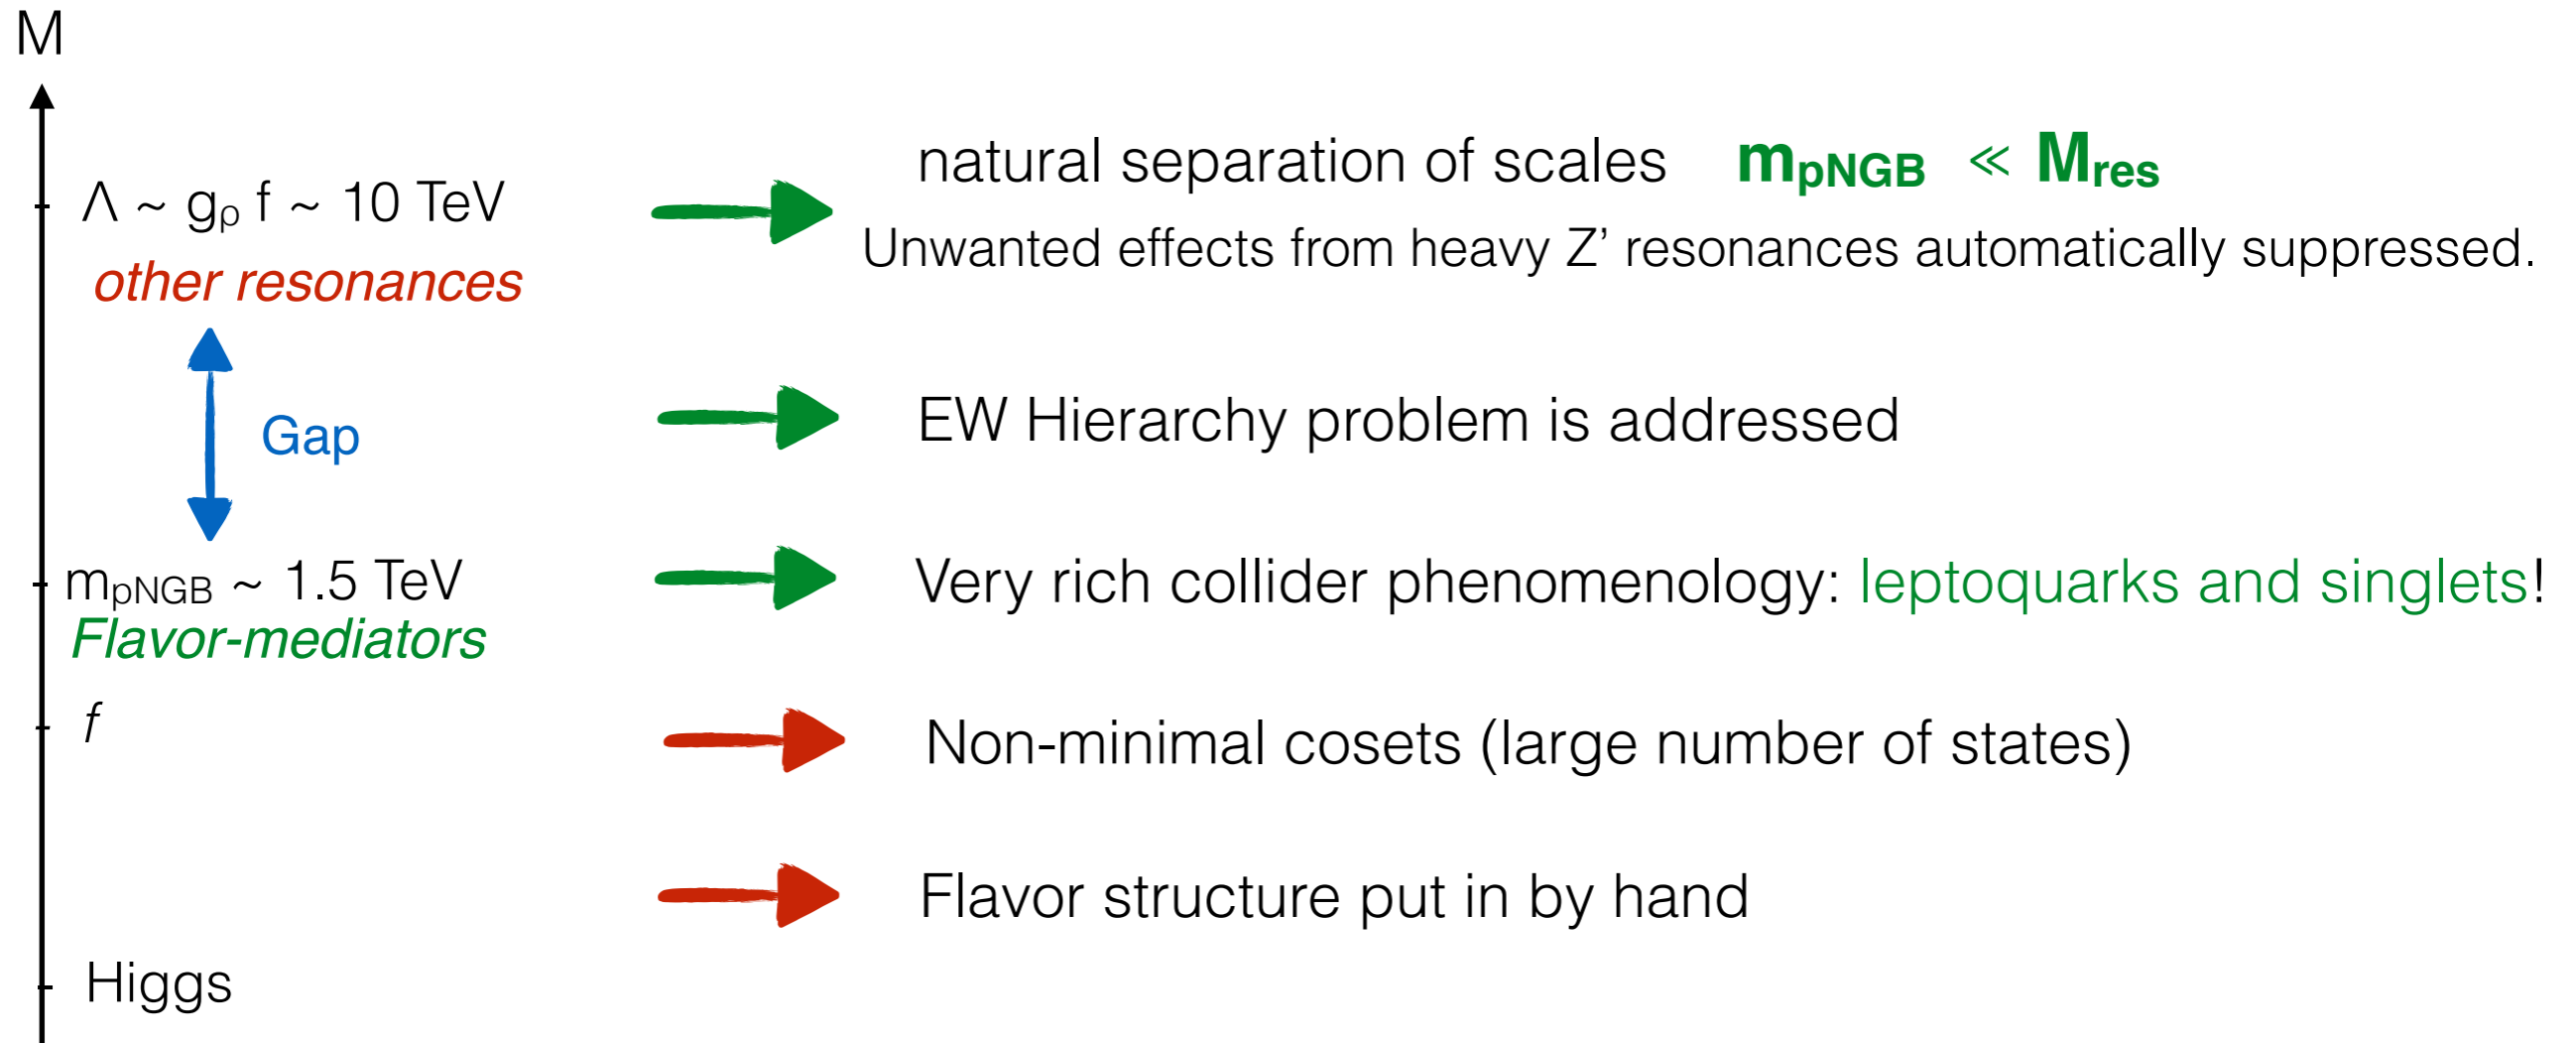 M
Λ ~ gρ f ~ 10 TeV
other resonances
Gap
mpNGB ~ 1.5 TeV
Flavor-mediators
f
Higgs
natural separation of scales mpNGB ≪ Mres
Unwanted effects from heavy Z’ resonances automatically suppressed.
EW Hierarchy problem is addressed
Very rich collider phenomenology: leptoquarks and singlets!
Non-minimal cosets (large number of states)
Flavor structure put in by hand